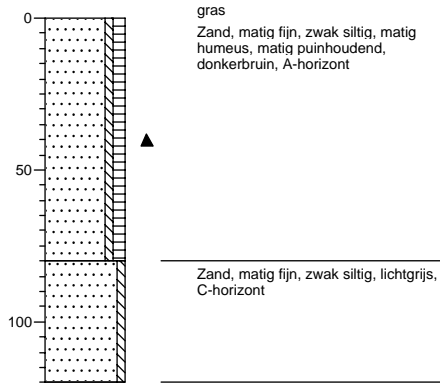 0
gras
Zand, matig fijn, zwak siltig, matig
humeus, matig puinhoudend,
donkerbruin, A-horizont
50
Zand, matig fijn, zwak siltig, lichtgrijs,
C-horizont
100